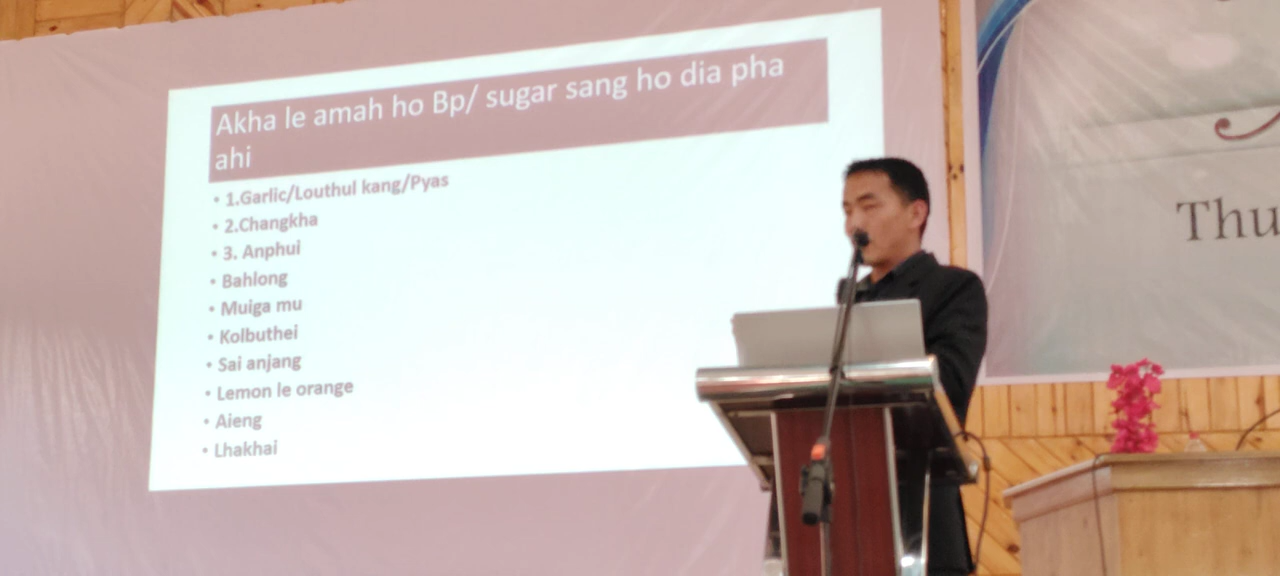 Akha le amah ho Bp/ sugar sang ho dia pha
ahi
• 1.Garlic/Louthul kang/Pyas
• 2.Changkha
• 3. Anphui
• Bahlong
• Muiga mu
• Kolbuthei
• Sai anjang
• Lemon le orange
• Aieng
• Lhakhai
Thu